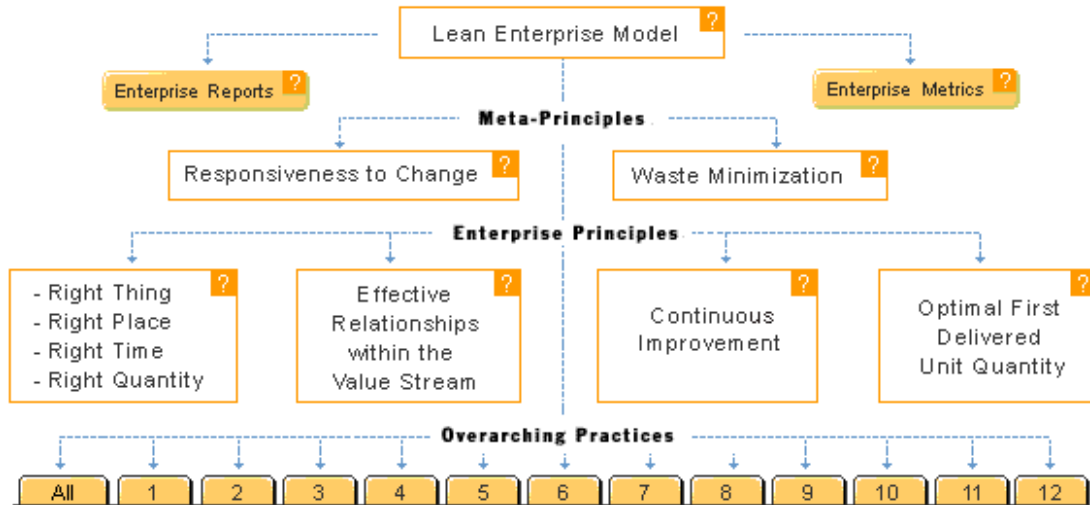 Lean Enterprise Model ?
Enterprise Reports ?
Enterprise Metrics ?
Meta-Principles
Responsiveness to Change ?
Waste Minimization ?
Enterprise Principles
?
- Right Thing
- Right Place
- Right Time
- Right Quantity
?
Effective
Relationships
within the
Value Stream
?
Continuous
Improvement
?
Optimal First
Delivered
Unit Quantity
Overarching Practices
All 1 2 3 4 5 6 7 8 9 10 11 12